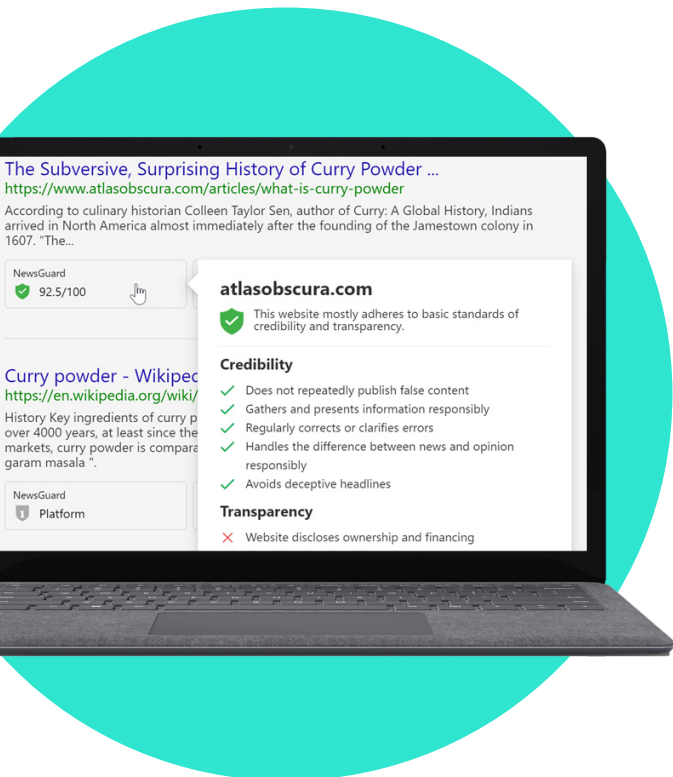 The Subversive, Surprising History of Curry Powder ...
https://www.atlasobscura.com/articles/what-is-curry-powder
According to culinary historian Colleen Taylor Sen, author of Curry: A Global History, Indians
arrived in North America almost immediately after the founding of the Jamestown colony in
1607. “The...
NewsGuard
92.5/100
atlasobscura.com
This website mostly adheres to basic standards of
credibility and transparency.
Credibility
Does not repeatedly publish false content
Gathers and presents information responsibly
Regularly corrects or clarifies errors
Handles the difference between news and opinion
responsibly
Avoids deceptive headlines
Transparency
Website discloses ownership and financing
Curry powder - Wikiped
https://en.wikipedia.org/wiki/
History Key ingredients of curry p
over 4000 years, at least since the
markets, curry powder is compara
garam masala ".
NewsGuard
Platform